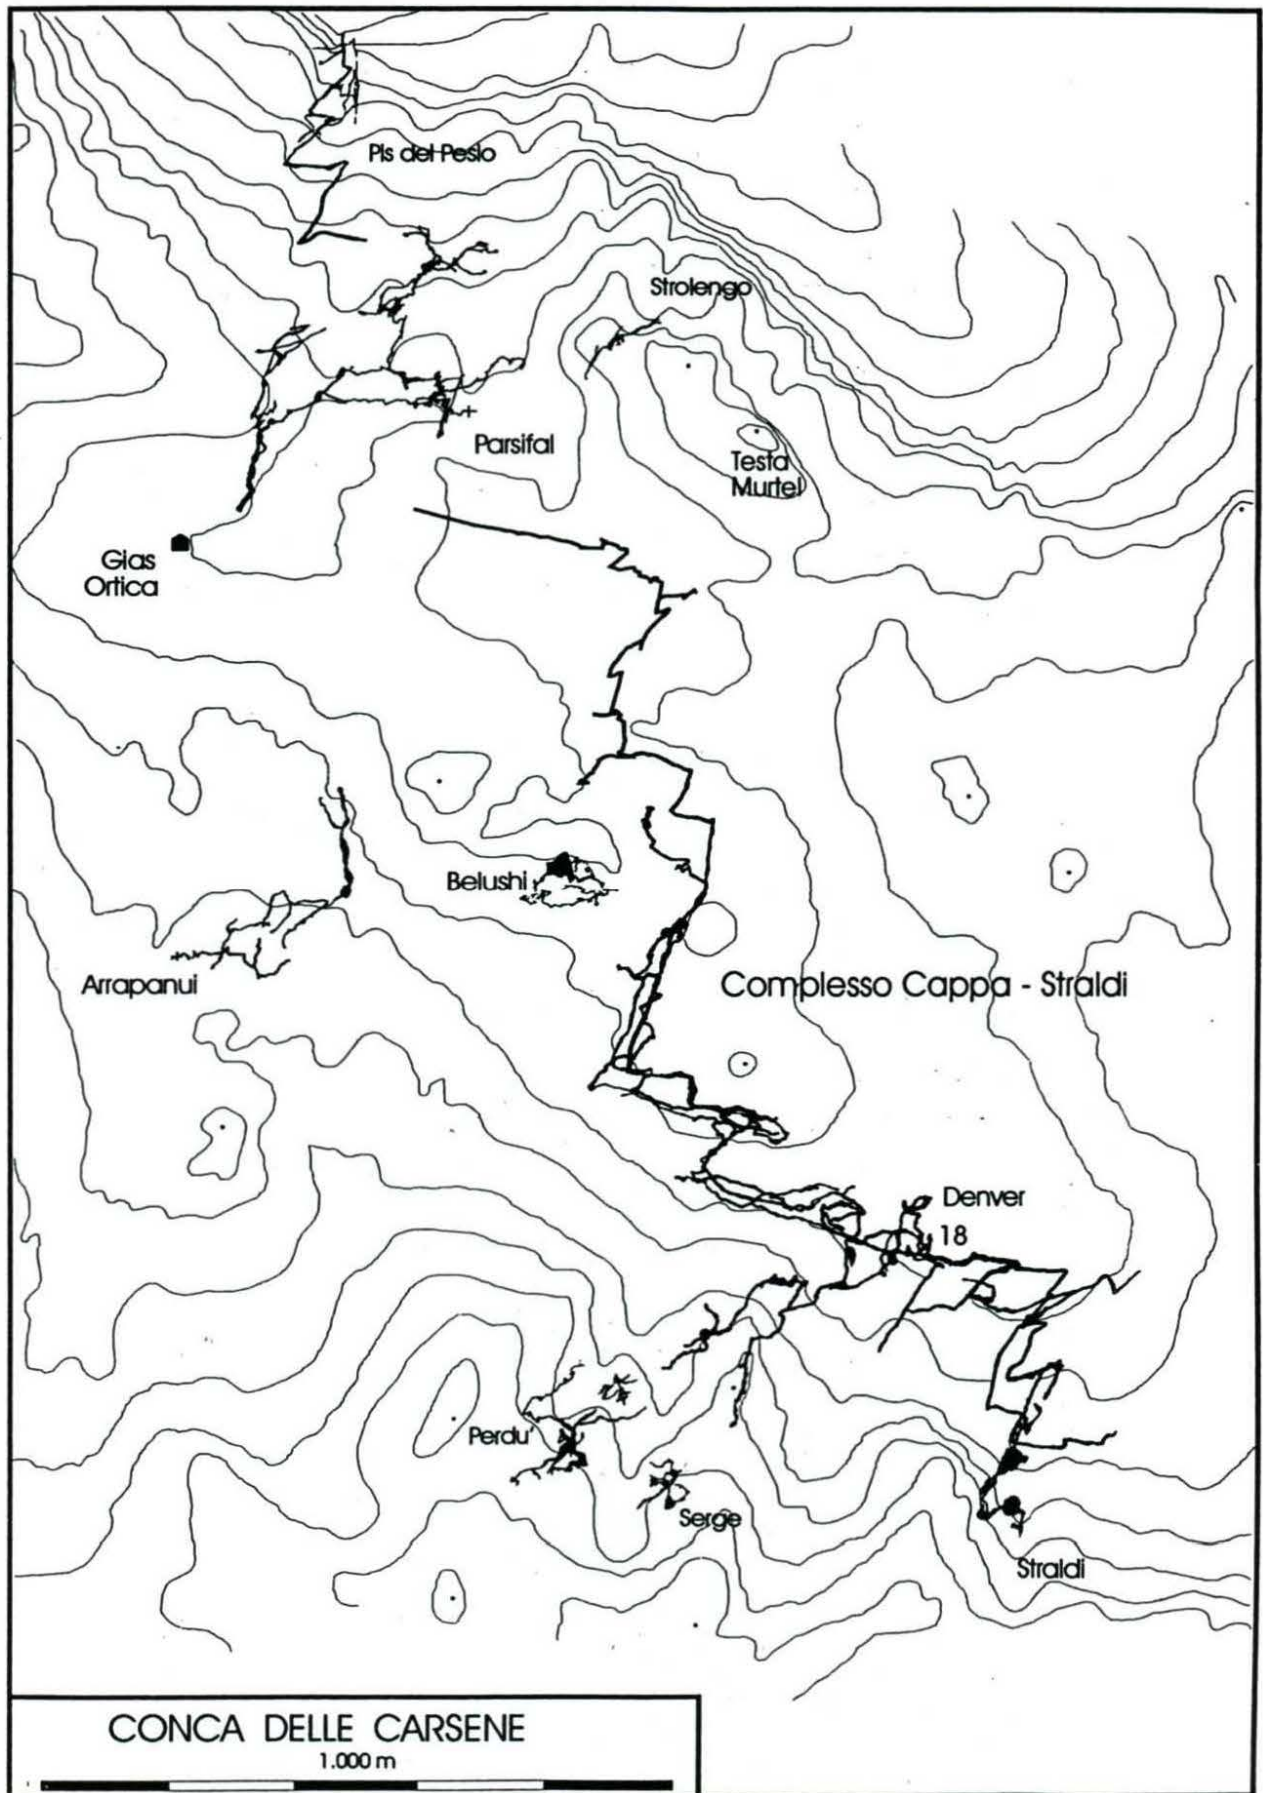 Pis del Pesio
Strolengo
Parsifal
Testa
Murtel
Gias
Ortica
Belushi
Arrapanui
Complesso Cappa - Straldi
Denver
18
Perdu'
Serge
Straldi
CONCA DELLE CARSENE
1.000 m